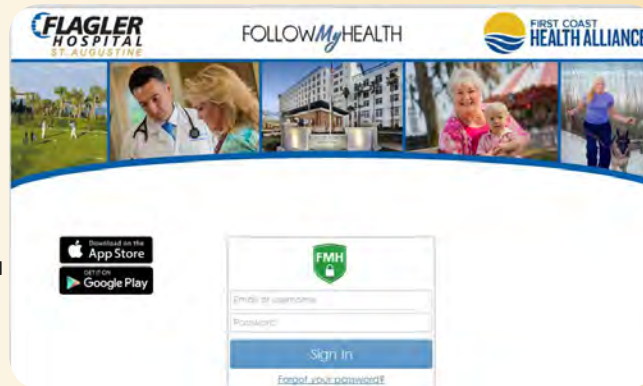 FLAGLER
HOSPITAL
ST. AUGUSTINE
FOLLOWMyHEALTH
FIRST COAST
HEALTH ALLIANCE
Download on the
App Store
GET IT ON
Google Play
FMH
Email or username
Password
Sign In
Forgot your password?